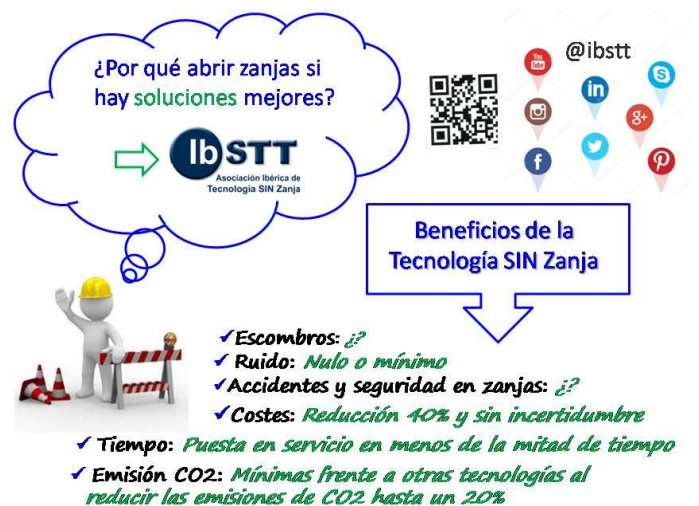 ¿Por qué abrir zanjas si
hay soluciones mejores?
IbSTT
Asociación Ibérica de
Tecnología SIN Zanja
@ibstt
You
Tube
in
S
g+
f
Beneficios de la
Tecnología SIN Zanja
✓Escombros: ¿?
✓ Ruido: Nulo o mínimo
✓Accidentes y seguridad en zanjas: ¿?
✓Costes: Reducción 40% y sin incertidumbre
✓ Tiempo: Puesta en servicio en menos de la mitad de tiempo
✓ Emisión CO2: Mínimas frente a otras tecnologías al
reducir las emisiones de CO2 hasta un 20%